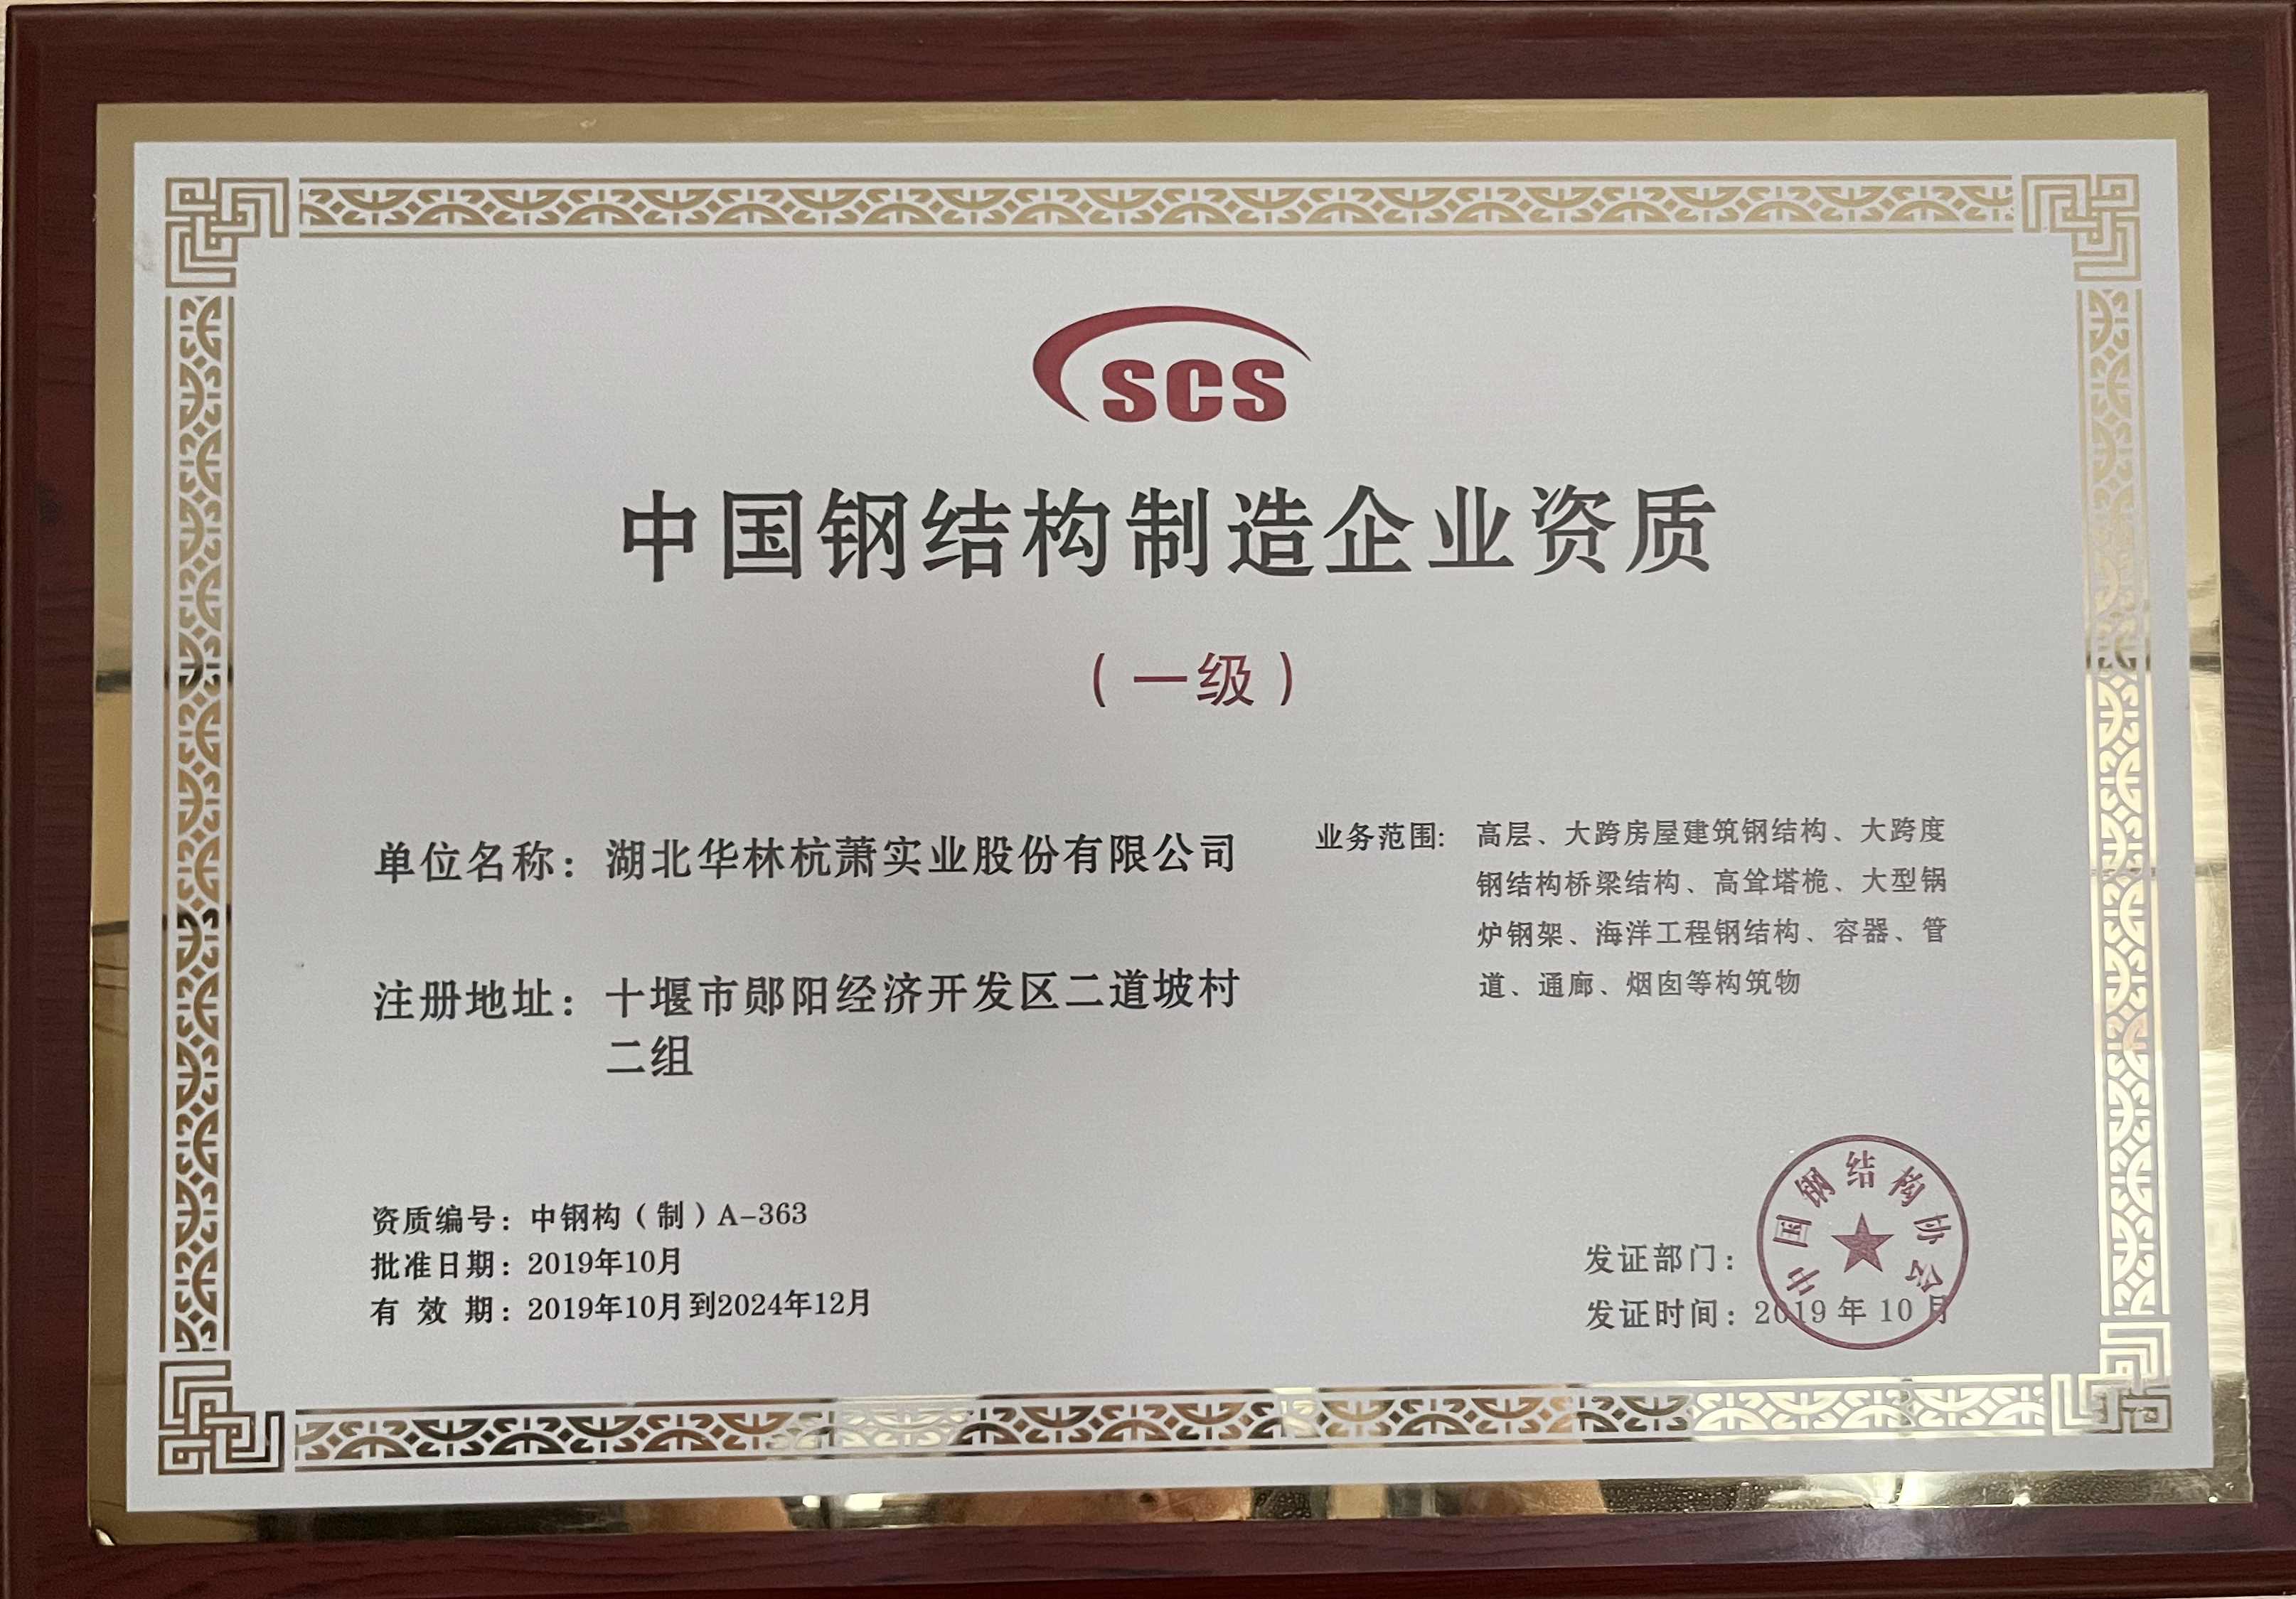 SCS
中国钢结构制造企业资质
（一级）
单位名称：湖北华林杭萧实业股份有限公司
注册地址：十堰市郧阳经济开发区二道坡村
二组
业务范围：高层、大跨房屋建筑钢结构、大跨度
钢结构桥梁结构、高耸塔桅、大型锅
炉钢架、海洋工程钢结构、容器、管
道、通廊、烟囱等构筑物
资质编号：中钢构（制）A-363
批准日期：2019年10月
有效期：2019年10月到2024年12月
发证部门：
中国钢结构协会
发证时间：2019年10月